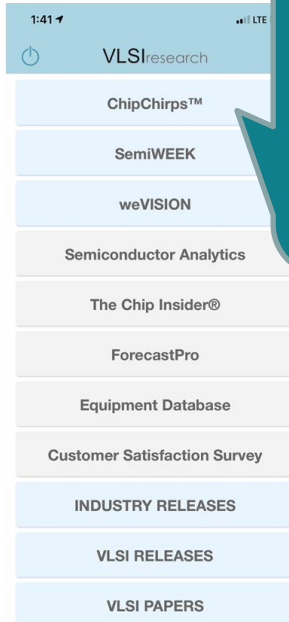 1:41 LTE
VLSIresearch
ChipChirps™
SemiWEEK
weVISION
Semiconductor Analytics
The Chip Insider®
ForecastPro
Equipment Database
Customer Satisfaction Survey
INDUSTRY RELEASES
VLSI RELEASES
VLSI PAPERS